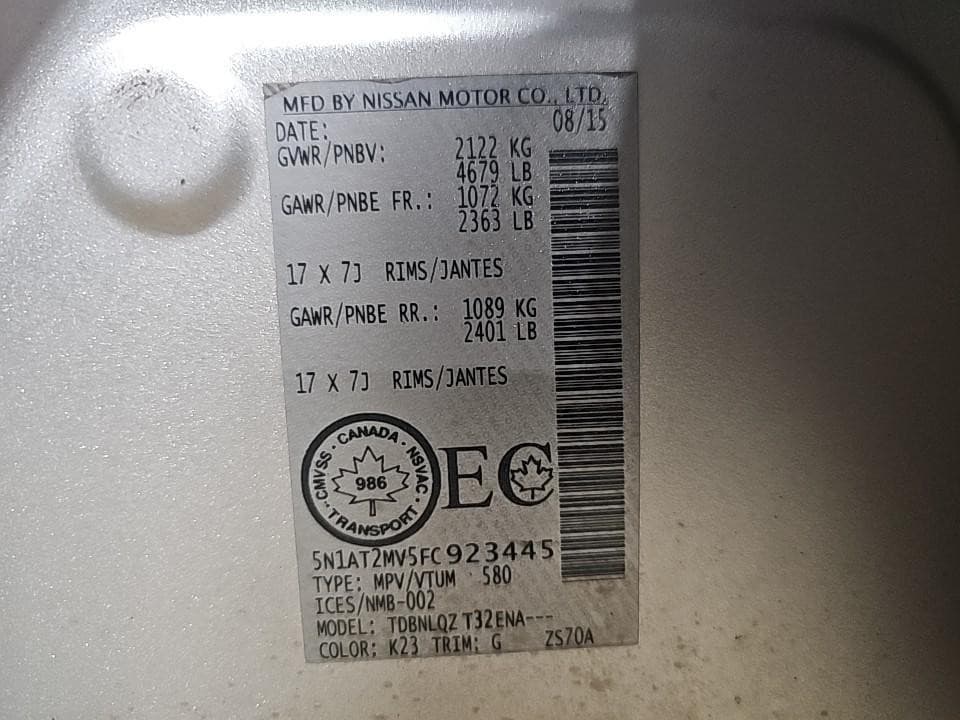 MFD BY NISSAN MOTOR CO., LTD.
DATE: 08/15
GVWR/PNBV: 2122 KG
4679 LB
GAWR/PNBE FR.: 1072 KG
2363 LB
17 X 7J RIMS/JANTES
GAWR/PNBE RR.: 1089 KG
2401 LB
17 X 7J RIMS/JANTES
CANADA · NSVAC · TRANSPORT · CMVSS ·
986
EC
5N1AT2MV5FC923445
TYPE: MPV/VTUM 580
ICES/NMB-002
MODEL: TDBNLQZ T32ENA---
COLOR: K23 TRIM: G ZS70A